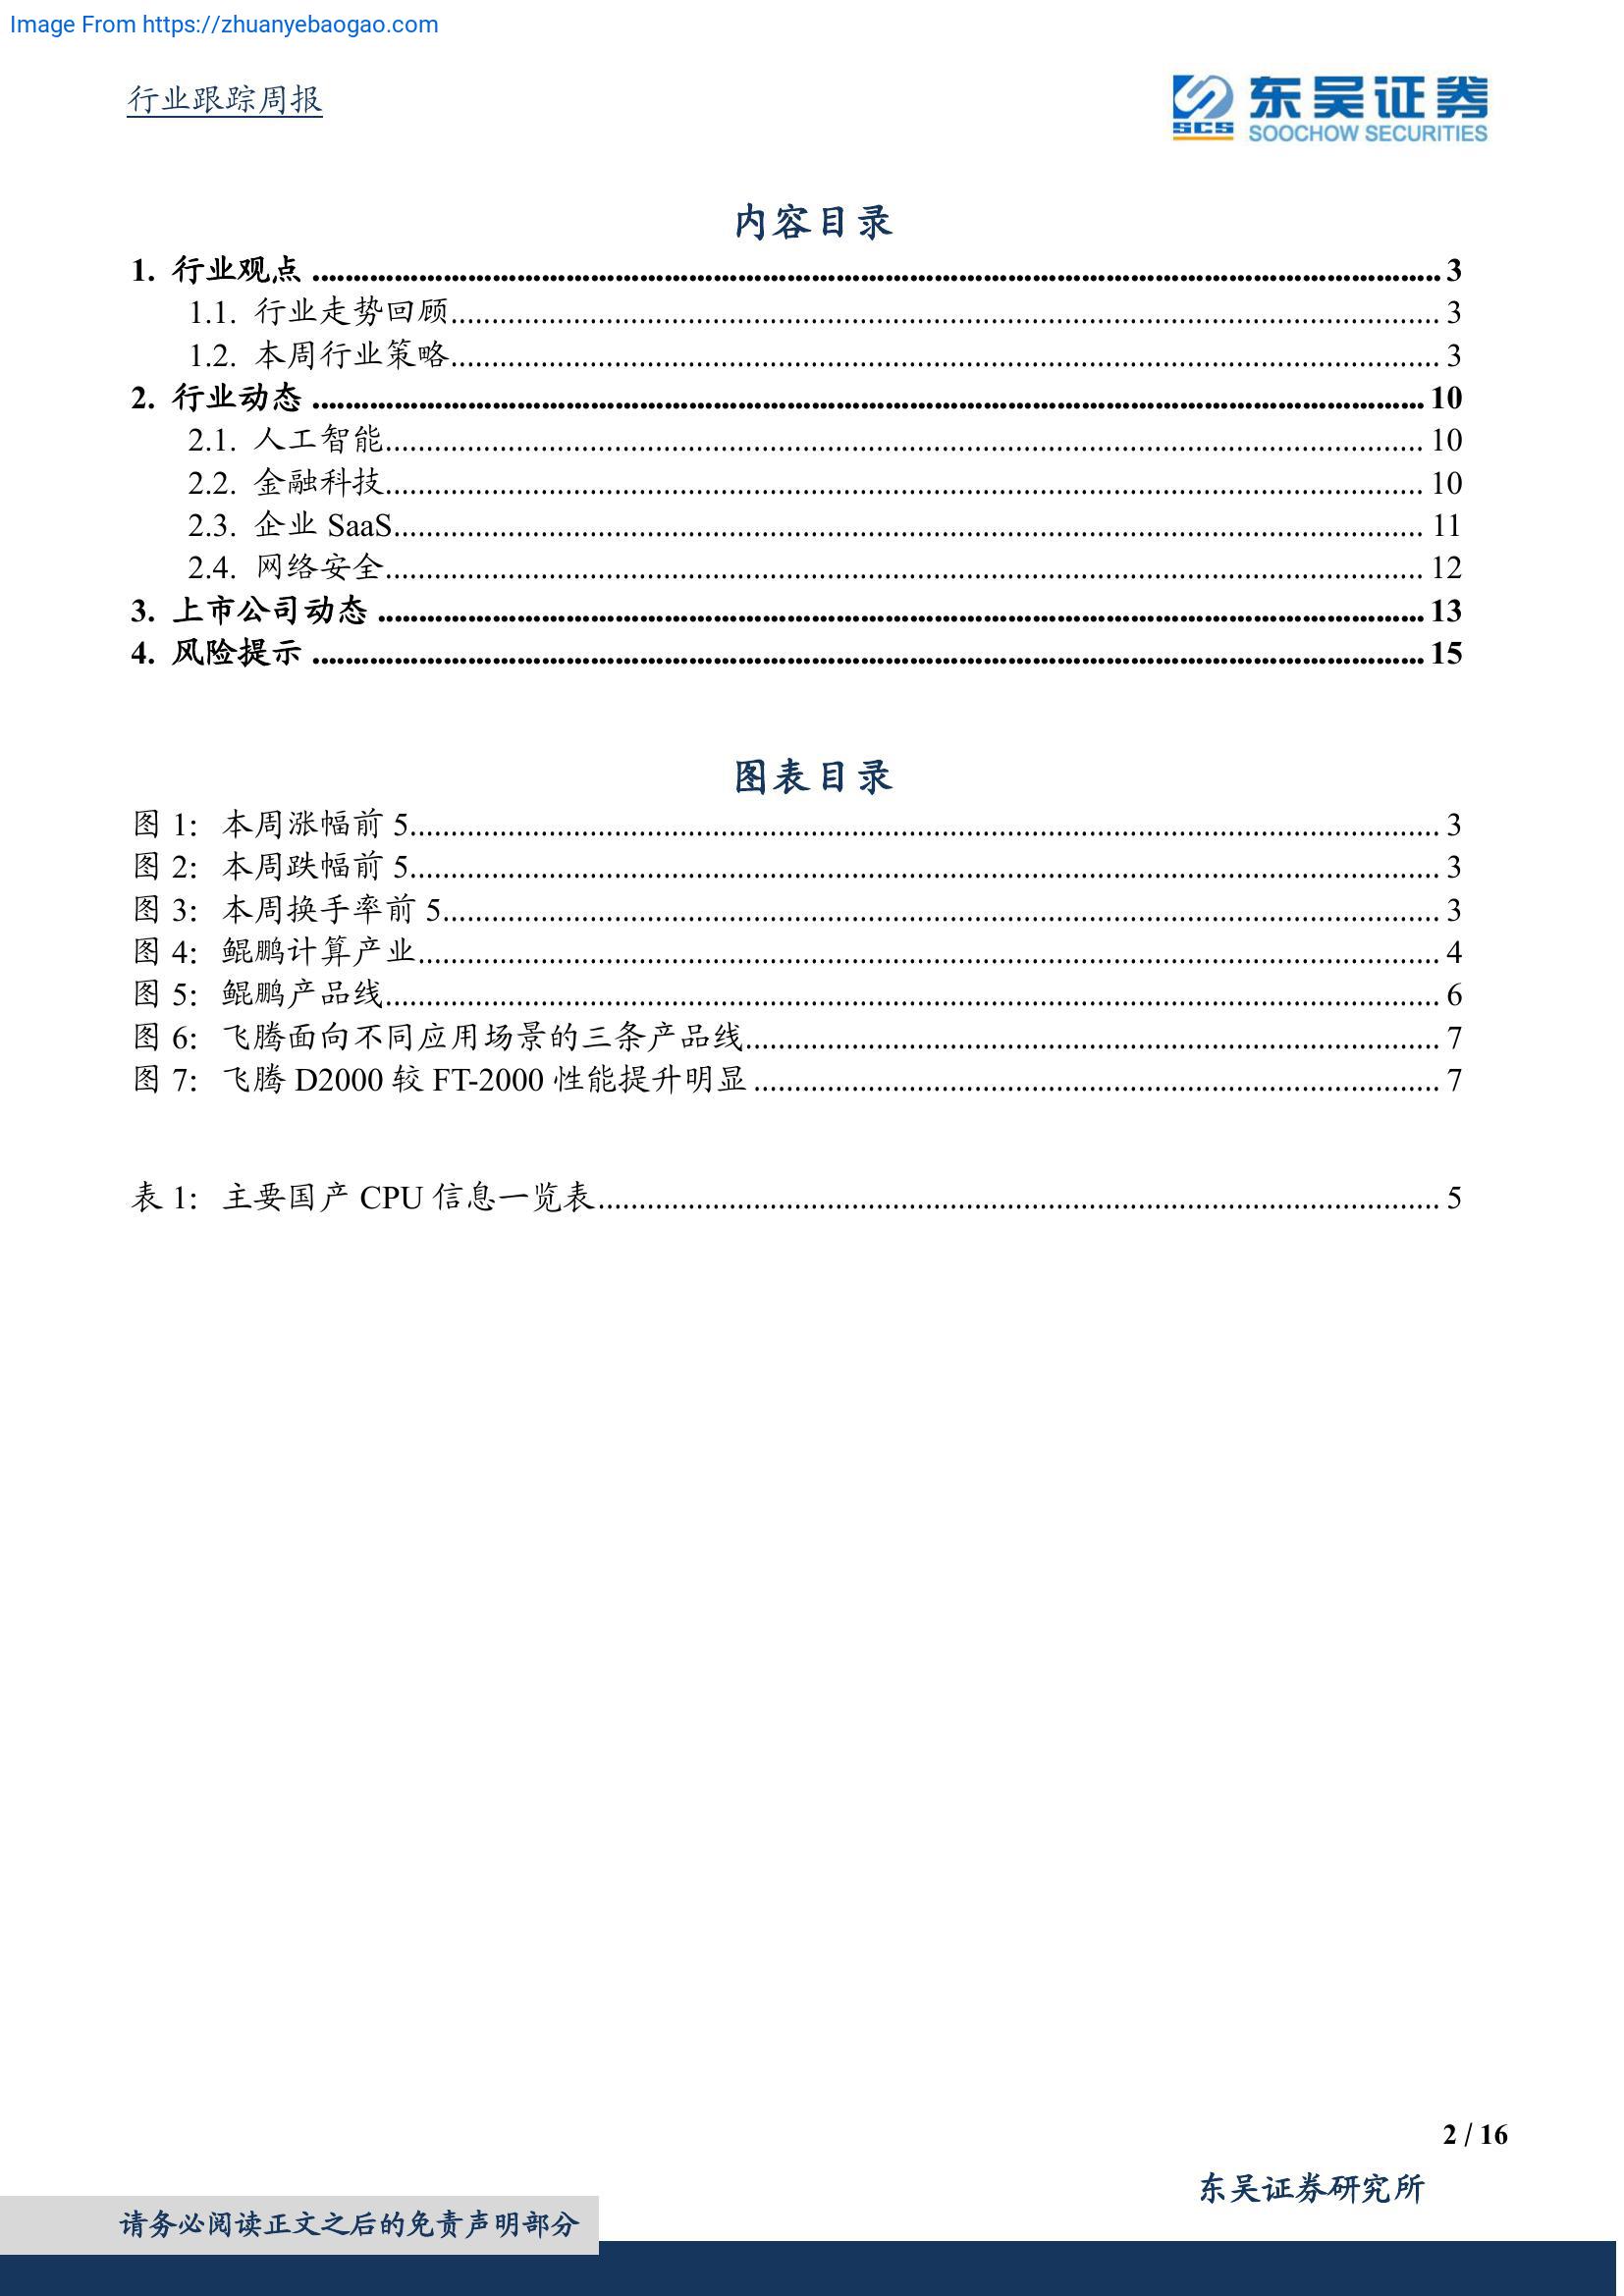 Image From https://zhuanyebaogao.com
行业跟踪周报
SCS 东吴证券
SOOCHOW SECURITIES
内容目录
1. 行业观点 ........ 3
1.1. 行业走势回顾 ........ 3
1.2. 本周行业策略 ........ 3
2. 行业动态 ........ 10
2.1. 人工智能 ........ 10
2.2. 金融科技 ........ 10
2.3. 企业 SaaS ........ 11
2.4. 网络安全 ........ 12
3. 上市公司动态 ........ 13
4. 风险提示 ........ 15
图表目录
图 1: 本周涨幅前 5 ........ 3
图 2: 本周跌幅前 5 ........ 3
图 3: 本周换手率前 5 ........ 3
图 4: 鲲鹏计算产业 ........ 4
图 5: 鲲鹏产品线 ........ 6
图 6: 飞腾面向不同应用场景的三条产品线 ........ 7
图 7: 飞腾 D2000 较 FT-2000 性能提升明显 ........ 7
表 1: 主要国产 CPU 信息一览表 ........ 5
2 / 16
东吴证券研究所
请务必阅读正文之后的免责声明部分